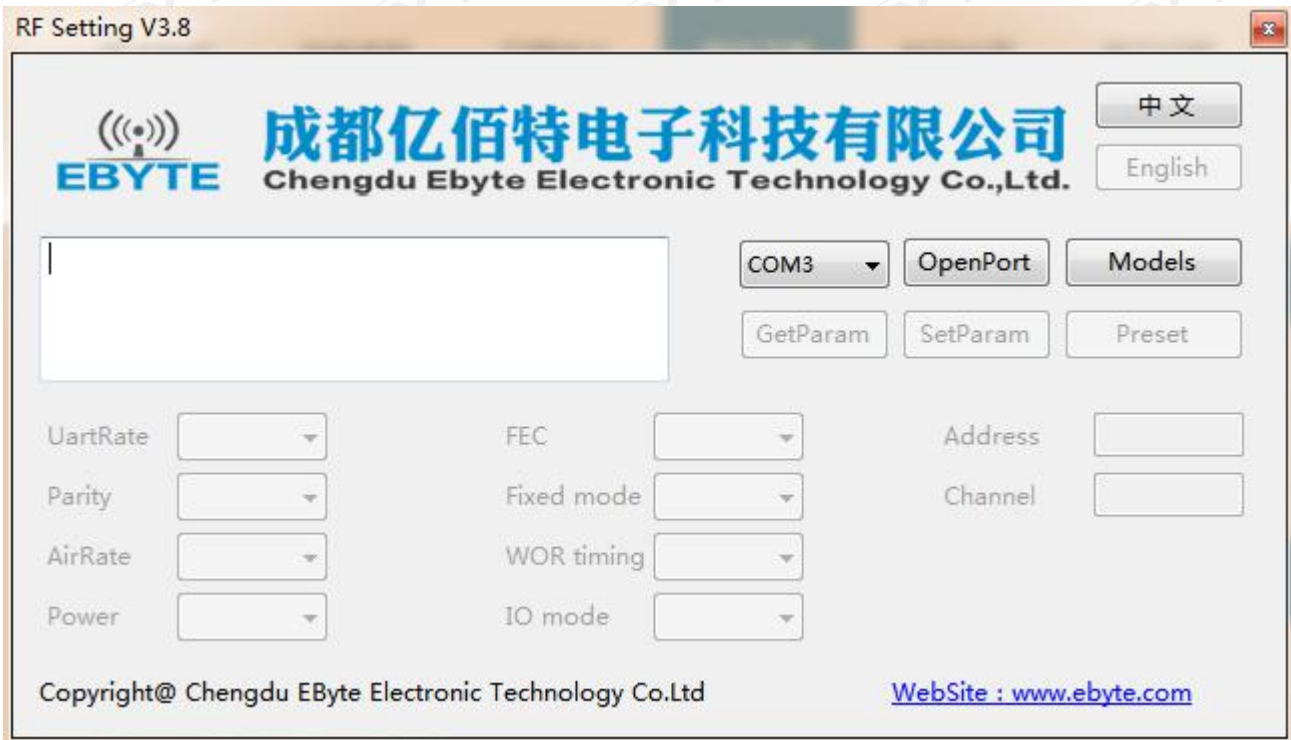 RF Setting V3.8
EBYTE
成都亿佰特电子科技有限公司
Chengdu Ebyte Electronic Technology Co.,Ltd.
中文
English
COM3 OpenPort Models
GetParam SetParam Preset
UartRate FEC Address
Parity Fixed mode Channel
AirRate WOR timing
Power IO mode
Copyright@ Chengdu EByte Electronic Technology Co.Ltd WebSite : www.ebyte.com